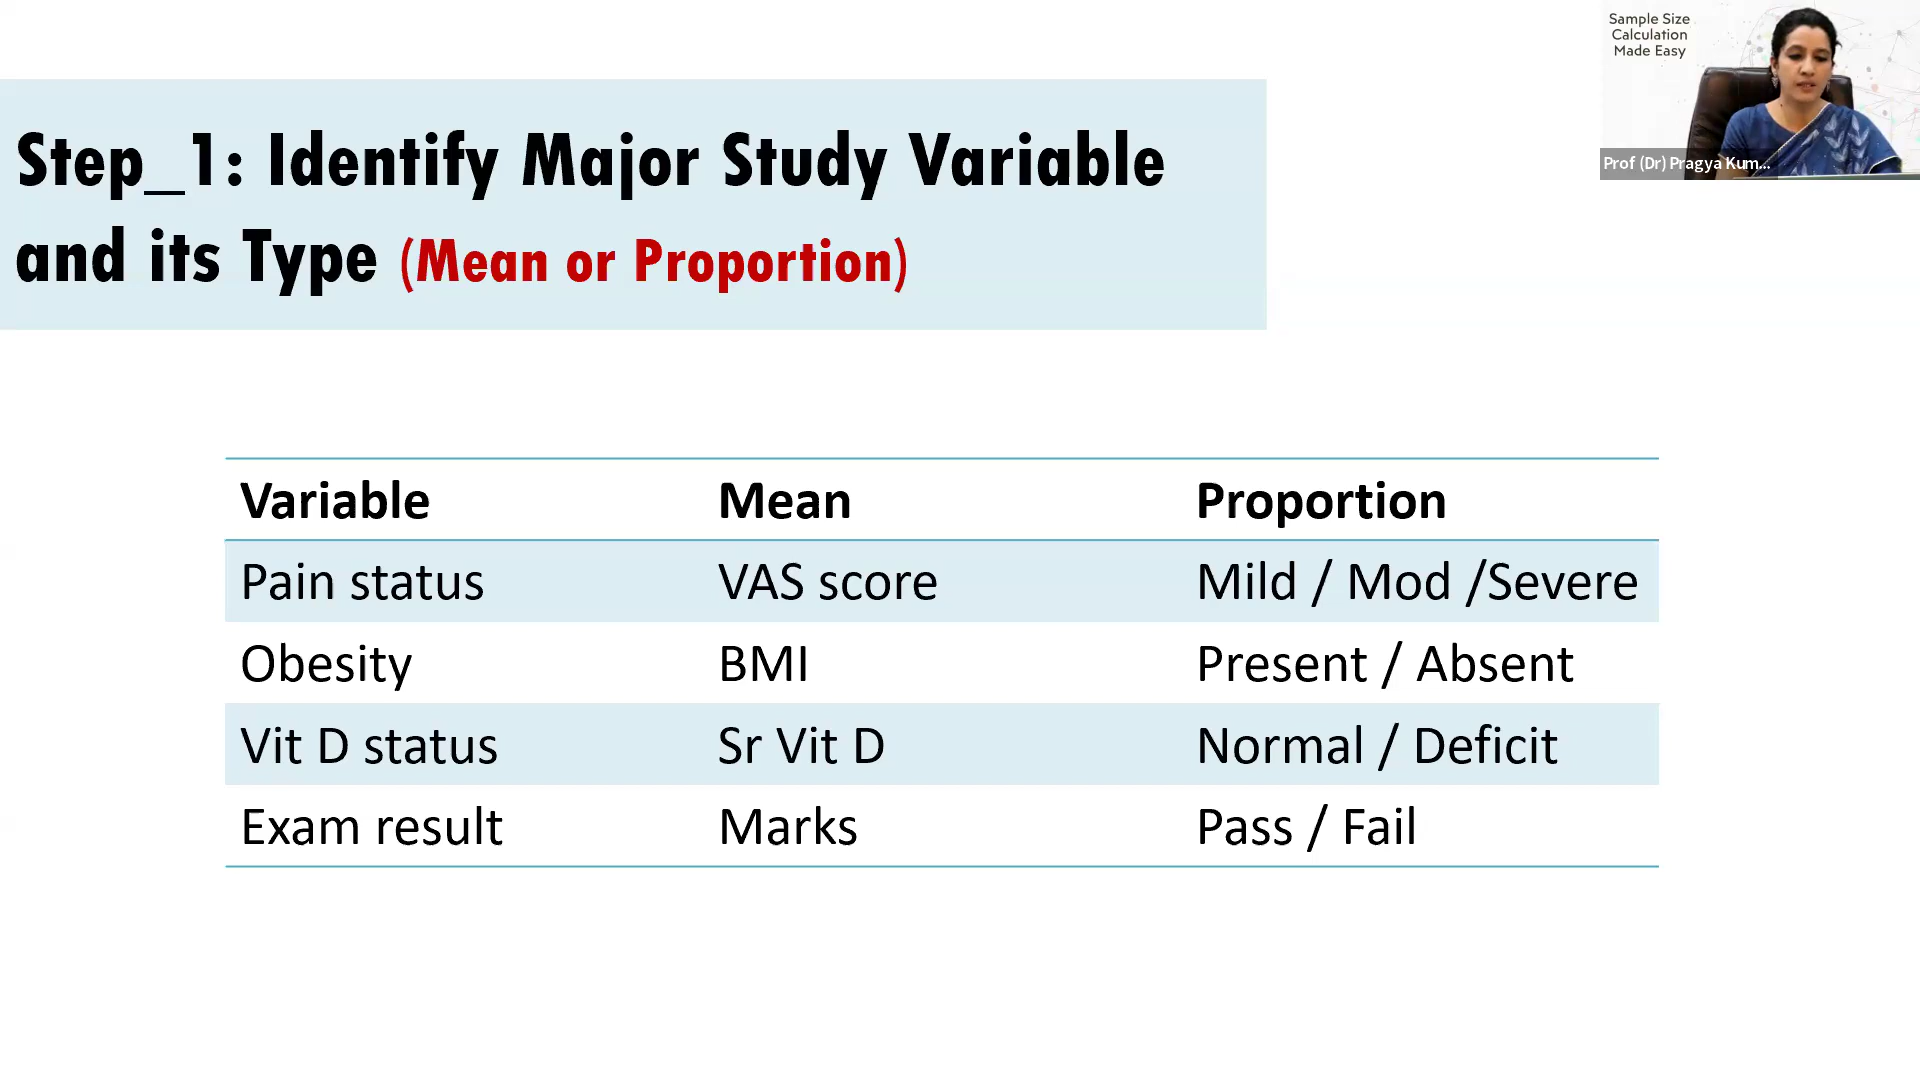 Sample Size
Calculation
Made Easy
Prof (Dr) Pragya Kum...
Step_1: Identify Major Study Variable
and its Type (Mean or Proportion)
Variable Mean Proportion
Pain status VAS score Mild / Mod /Severe
Obesity BMI Present / Absent
Vit D status Sr Vit D Normal / Deficit
Exam result Marks Pass / Fail